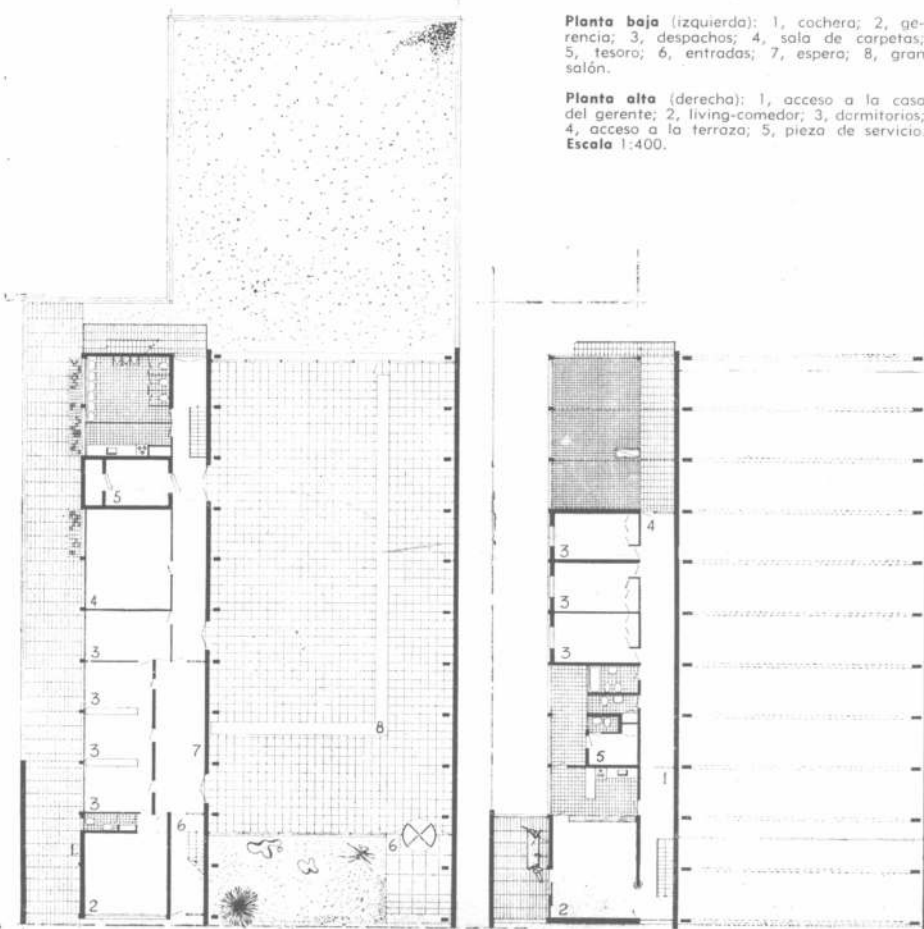 Planta baja (izquierda): 1, cochera; 2, ge-
rencia; 3, despachos; 4, sala de carpetas;
5, tesoro; 6, entradas; 7, espera; 8, gran
salón.
Planta alta (derecha): 1, acceso a la casa
del gerente; 2, living-comedor; 3, dormitorios;
4, acceso a la terraza; 5, pieza de servicio.
Escala 1:400.
5
4
3
3
3
3
7
8
6
6
1
2
4
3
3
3
5
1
2